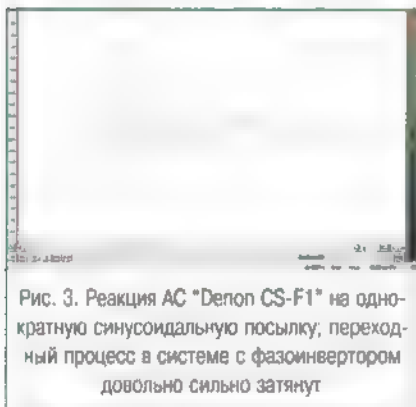 Рис. 3. Реакция АС "Denon CS-F1" на одно-
кратную синусоидальную посылку; переход-
ный процесс в системе с фазоинвертором
довольно сильно затянут